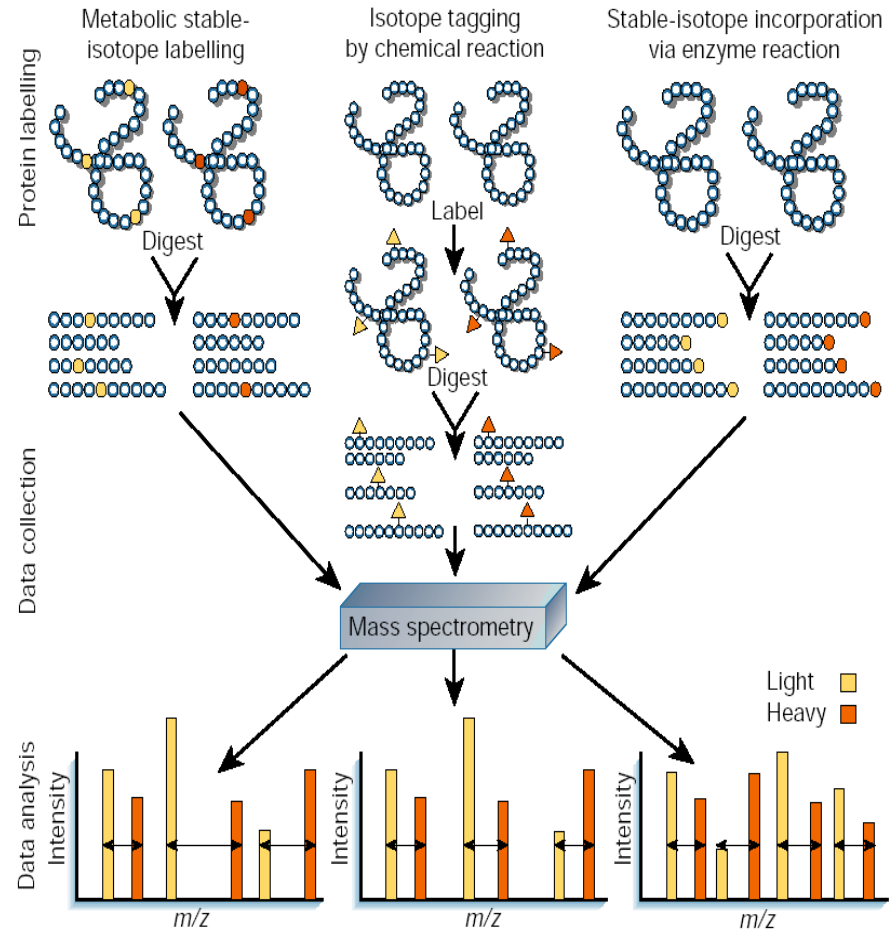 Metabolic stable-
isotope labelling
Isotope tagging
by chemical reaction
Stable-isotope incorporation
via enzyme reaction
Protein labelling
Digest
Label
Digest
Digest
Data collection
Mass spectrometry
Light
Heavy
Data analysis
Intensity
m/z
Intensity
m/z
Intensity
m/z